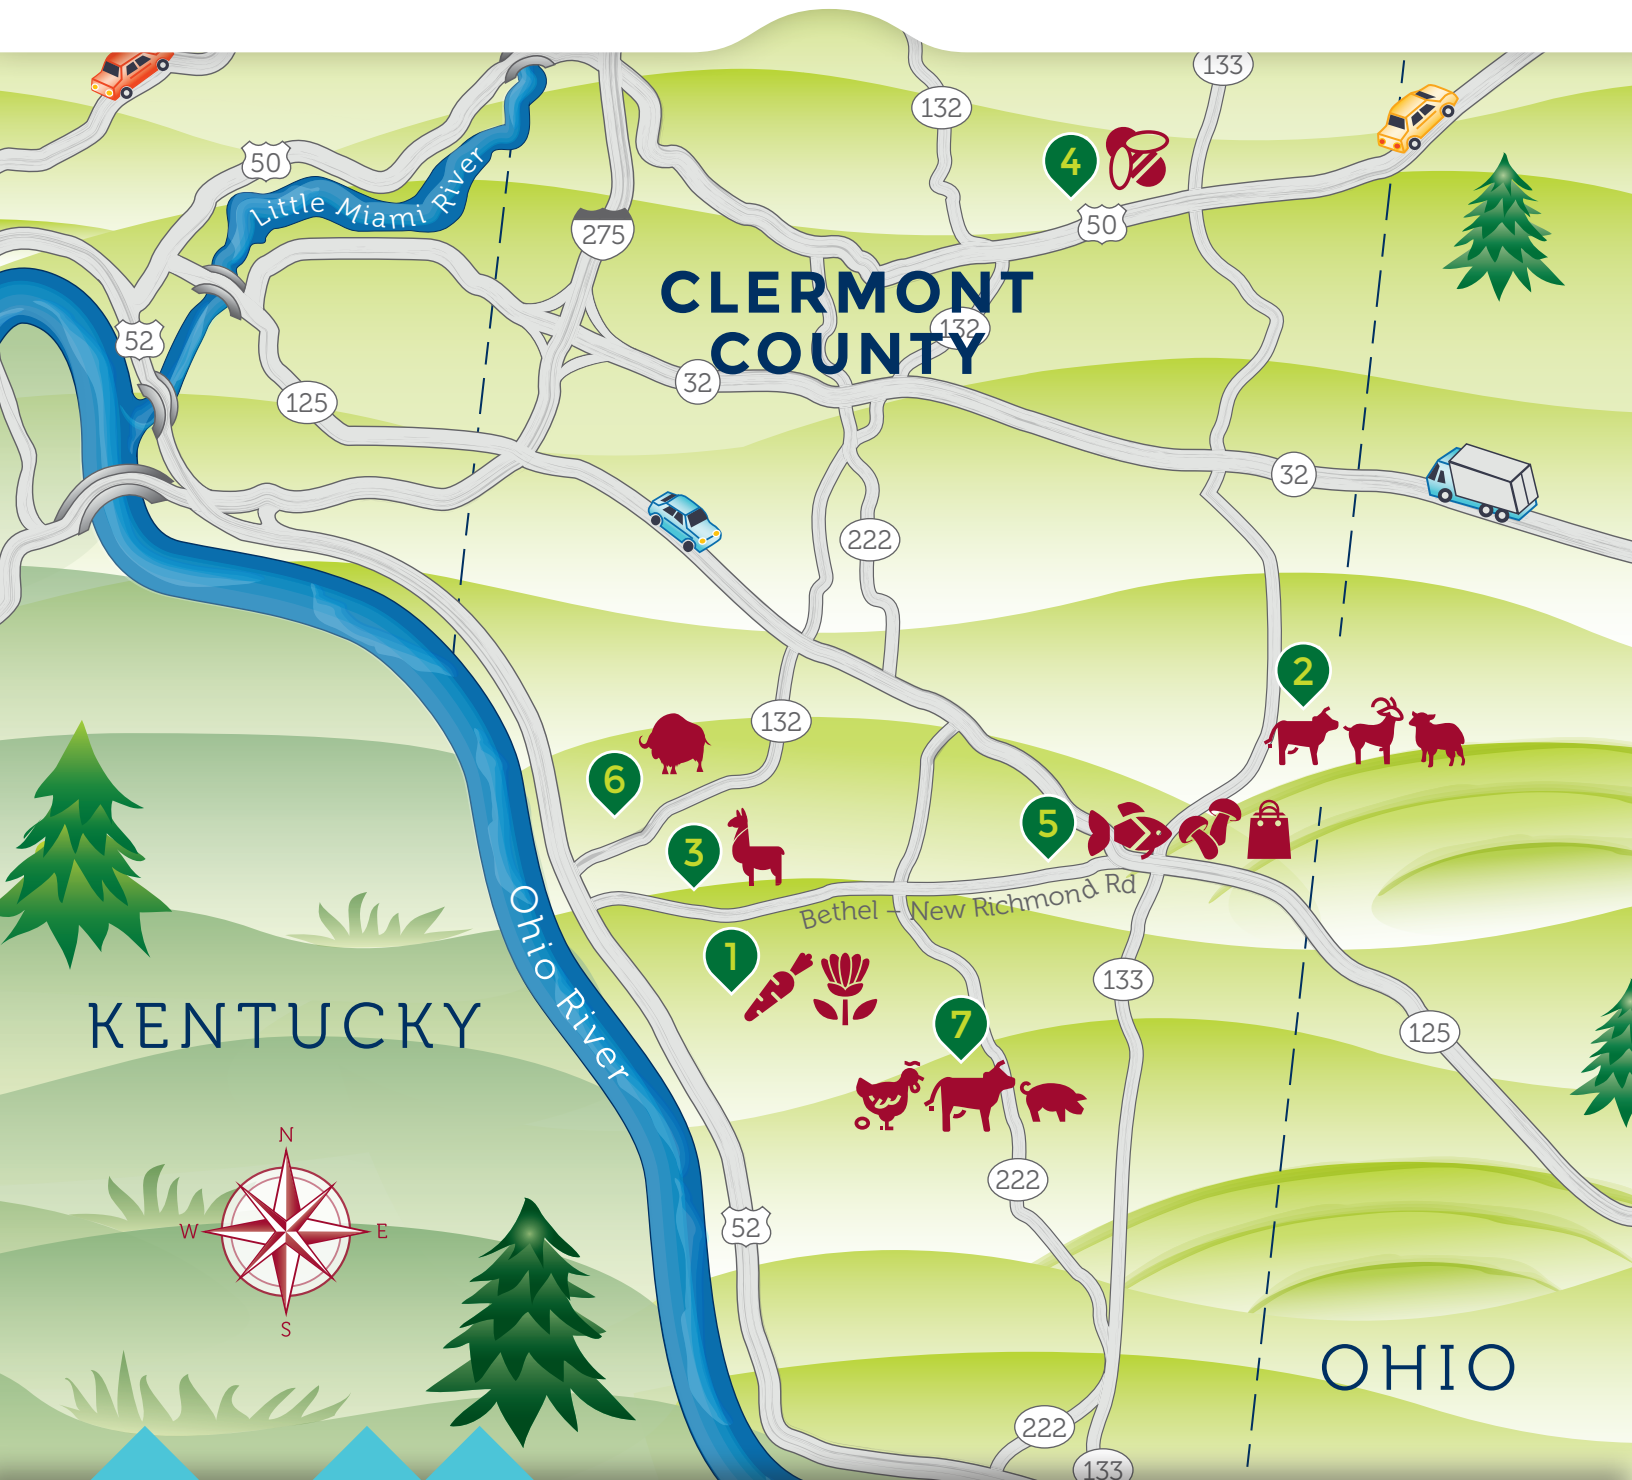 133
132
4
50
Little Miami River
50
275
CLERMONT
132
COUNTY
52
32
125
32
222
2
132
6
5
3
Bethel – New Richmond Rd
Ohio River
1
133
KENTUCKY
7
125
N
W
E
S
222
52
OHIO
222
133